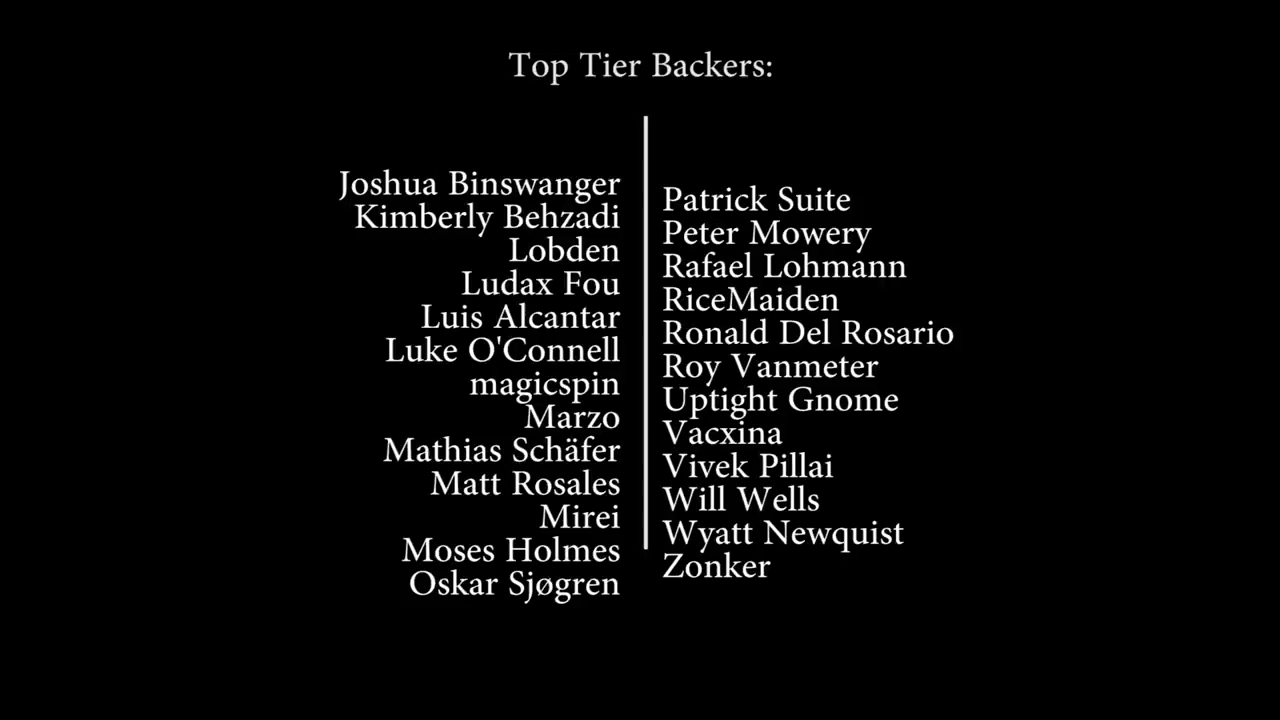 Top Tier Backers:
Joshua Binswanger
Kimberly Behzadi
Lobden
Ludax Fou
Luis Alcantar
Luke O'Connell
magicspin
Marzo
Mathias Schäfer
Matt Rosales
Mirei
Moses Holmes
Oskar Sjøgren
Patrick Suite
Peter Mowery
Rafael Lohmann
RiceMaiden
Ronald Del Rosario
Roy Vanmeter
Uptight Gnome
Vacxina
Vivek Pillai
Will Wells
Wyatt Newquist
Zonker